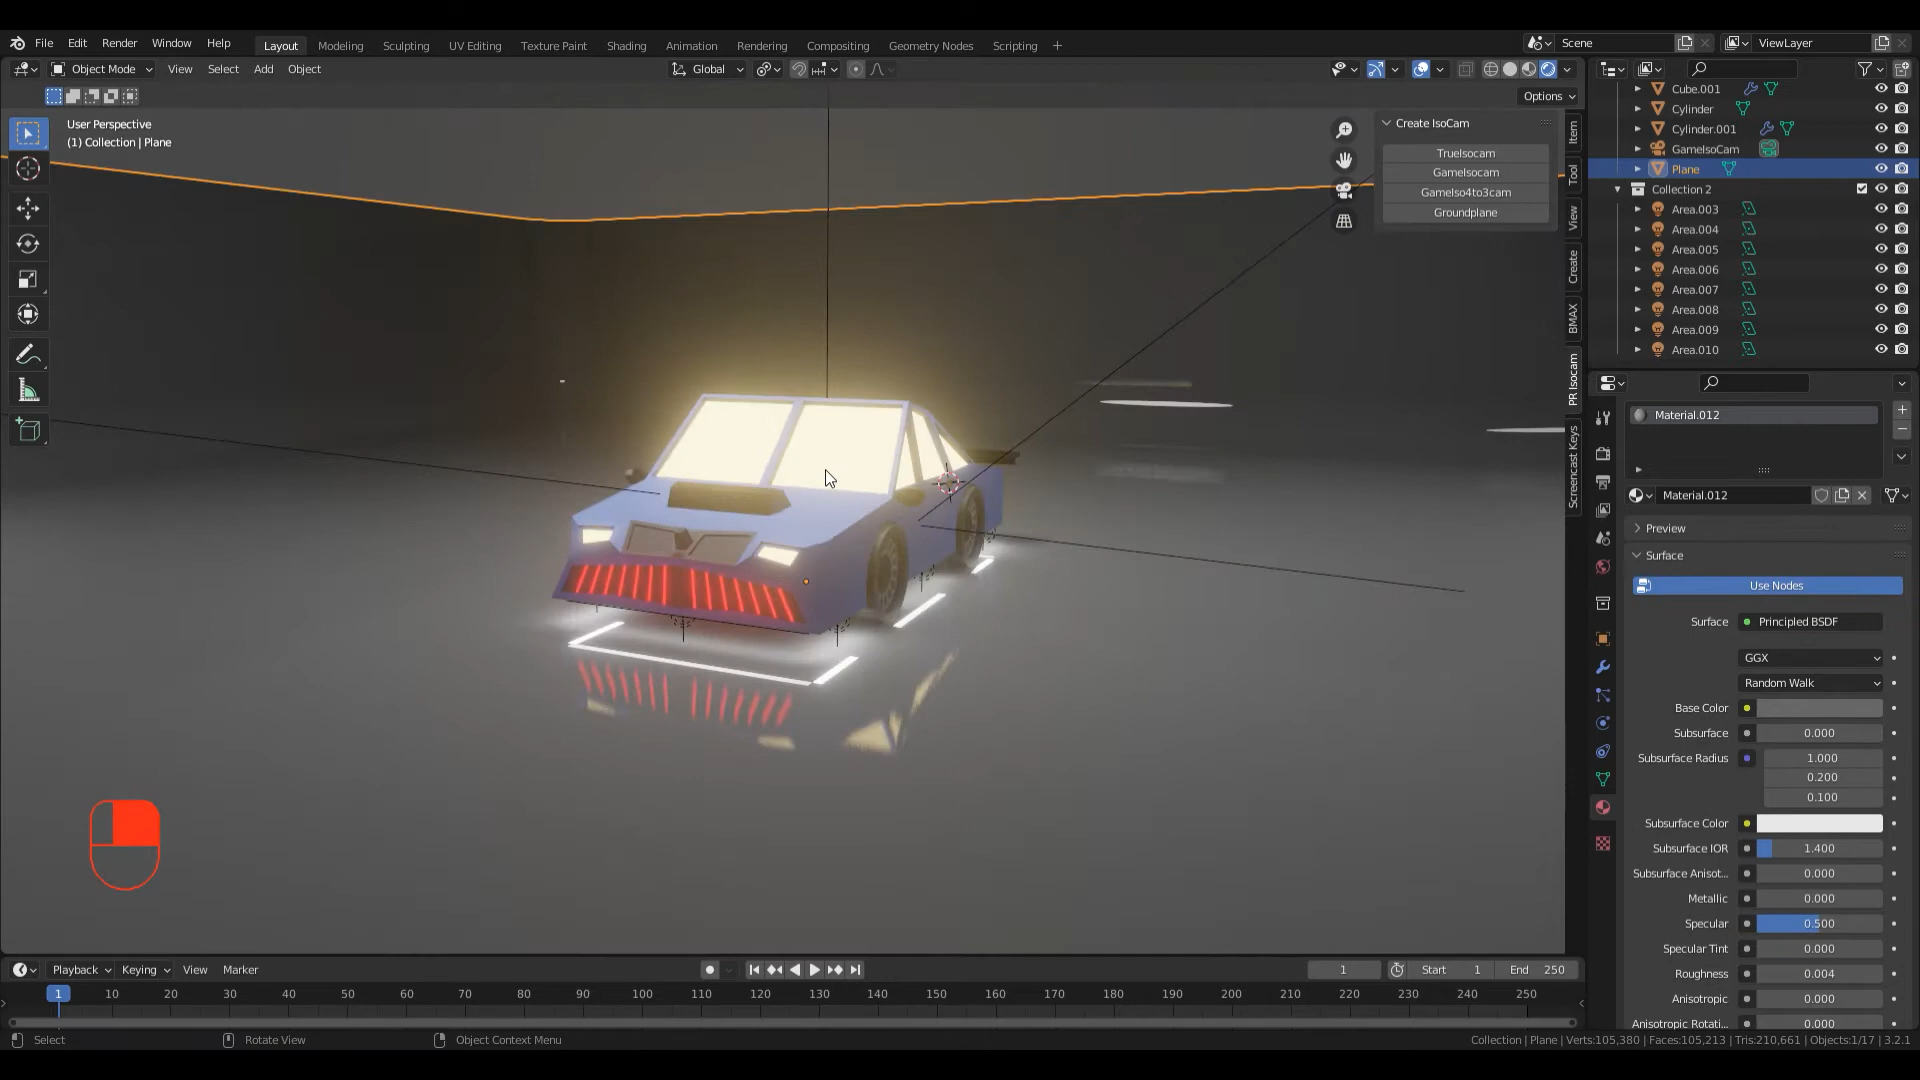 File Edit Render Window Help Layout Modeling Sculpting UV Editing Texture Paint Shading Animation Rendering Compositing Geometry Nodes Scripting + Scene ViewLayer
Object Mode View Select Add Object Global
Options
User Perspective
(1) Collection | Plane
Create IsoCam
TrueIsocam
GameIsocam
GameIso4to3cam
Groundplane
Item
Tool
View
Create
BMAX
PR Isocam
Screencast Keys
Cube.001
Cylinder
Cylinder.001
GameIsoCam
Plane
Collection 2
Area.003
Area.004
Area.005
Area.006
Area.007
Area.008
Area.009
Area.010
Material.012
Material.012
Preview
Surface
Use Nodes
Surface Principled BSDF
GGX
Random Walk
Base Color
Subsurface 0.000
Subsurface Radius 1.000
0.200
0.100
Subsurface Color
Subsurface IOR 1.400
Subsurface Anisot... 0.000
Metallic 0.000
Specular 0.500
Specular Tint 0.000
Roughness 0.004
Anisotropic 0.000
Anisotropic Rotati... 0.000
Playback Keying View Marker 1 Start 1 End 250
1 10 20 30 40 50 60 70 80 90 100 110 120 130 140 150 160 170 180 190 200 210 220 230 240 250
Select Rotate View Object Context Menu Collection | Plane | Verts:105,380 | Faces:105,213 | Tris:210,661 | Objects:1/17 | 3.2.1